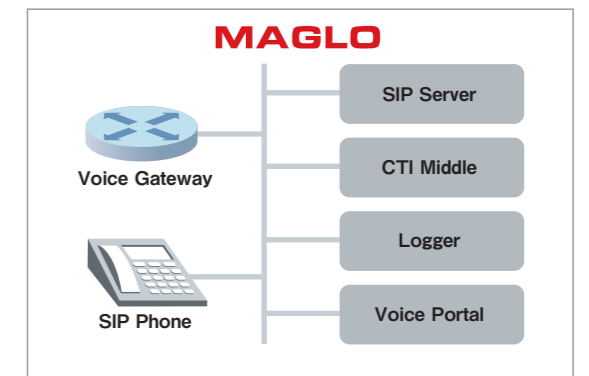 MAGLO
SIP Server
Voice Gateway
CTI Middle
Logger
SIP Phone
Voice Portal